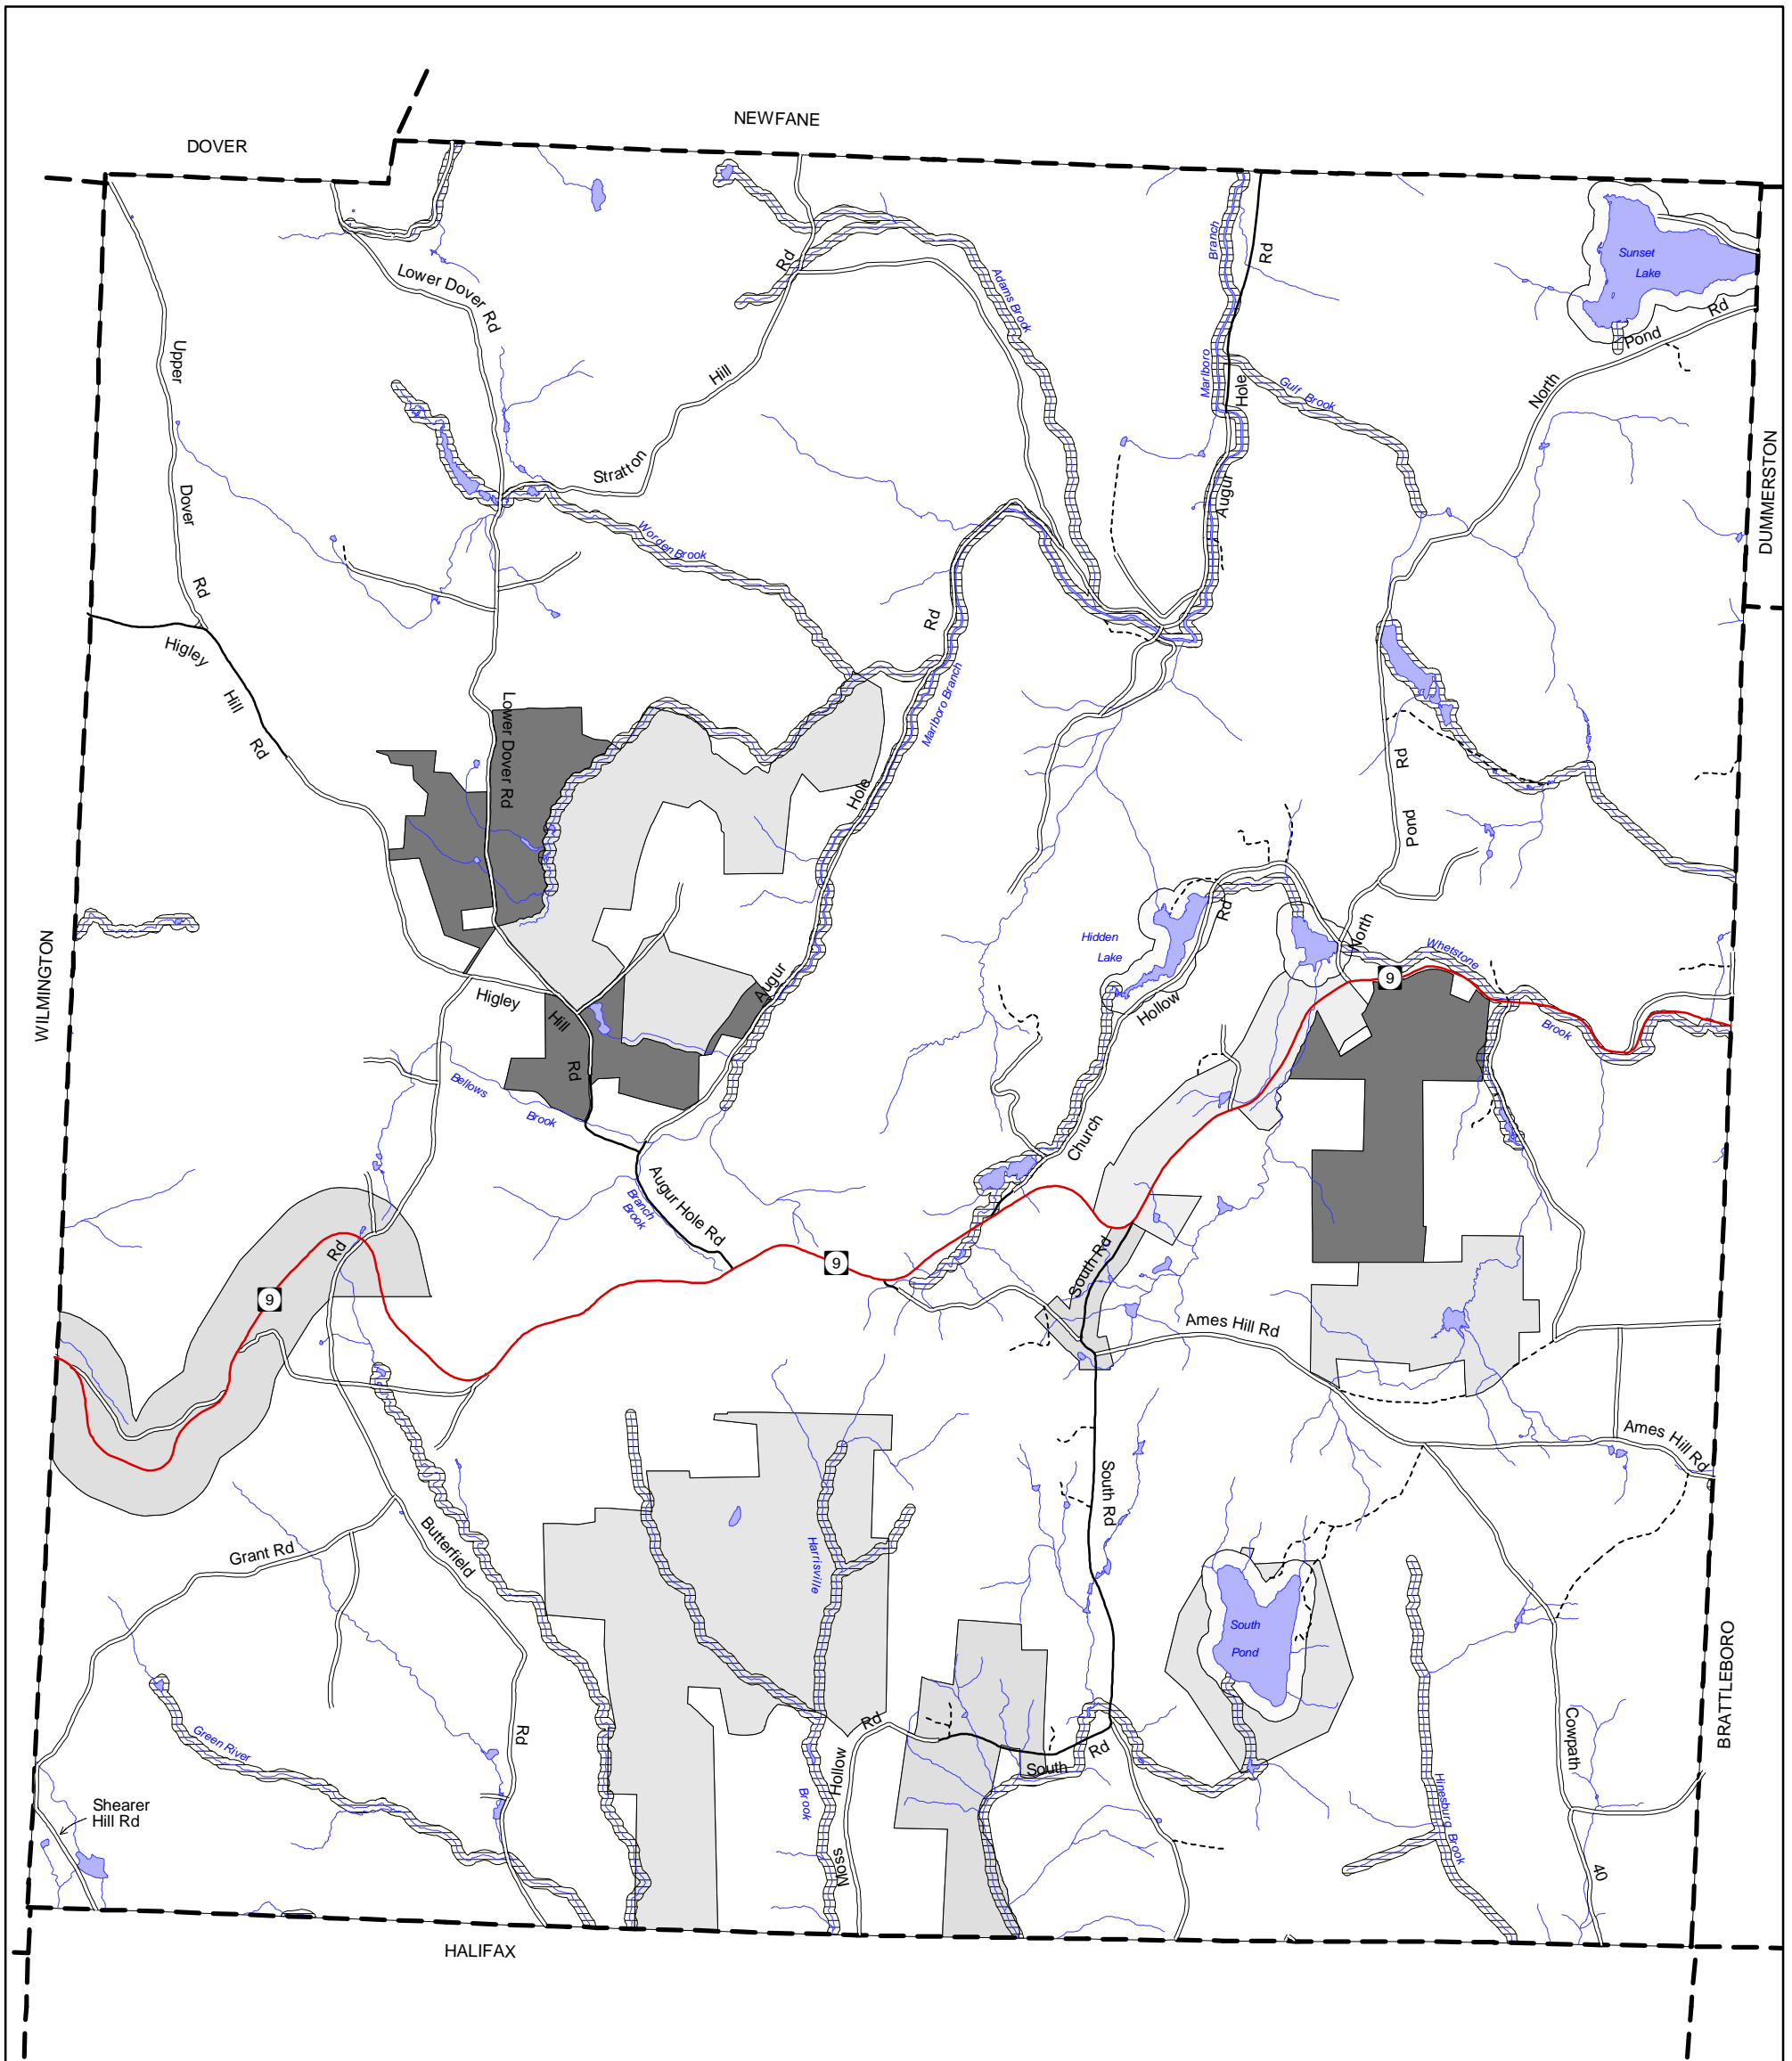 NEWFANE
DOVER
Branch
Rd
Rd
Sunset
Lake
Lower Dover Rd
Adams Brook
Rd
Pond
Upper
Marlboro
Hill
Hole
Gulf Brook
North
Stratton
Augur
Dover
Worden Brook
DUMMERSTON
Rd
Rd
Higley
Hill
Rd
Marlboro Branch
Lower Dover Rd
Rd
Hole
Pond
Rd
North
Hidden
Lake
Whetstone
WILMINGTON
Augur
9
Higley
Hollow
Hill
Brook
Rd
Bellows
Brook
Church
Augur Hole Rd
Branch
Brook
Rd
South Rd
9
9
Ames Hill Rd
Ames Hill Rd
South Rd
Butterfield
Grant Rd
Harrisville
South
Pond
BRATTLEBORO
Rd
Rd
Green River
Rd
Cowpath
Hollow
South
Brook
Hinesburg Brook
Shearer
Hill Rd
Moss
40
HALIFAX